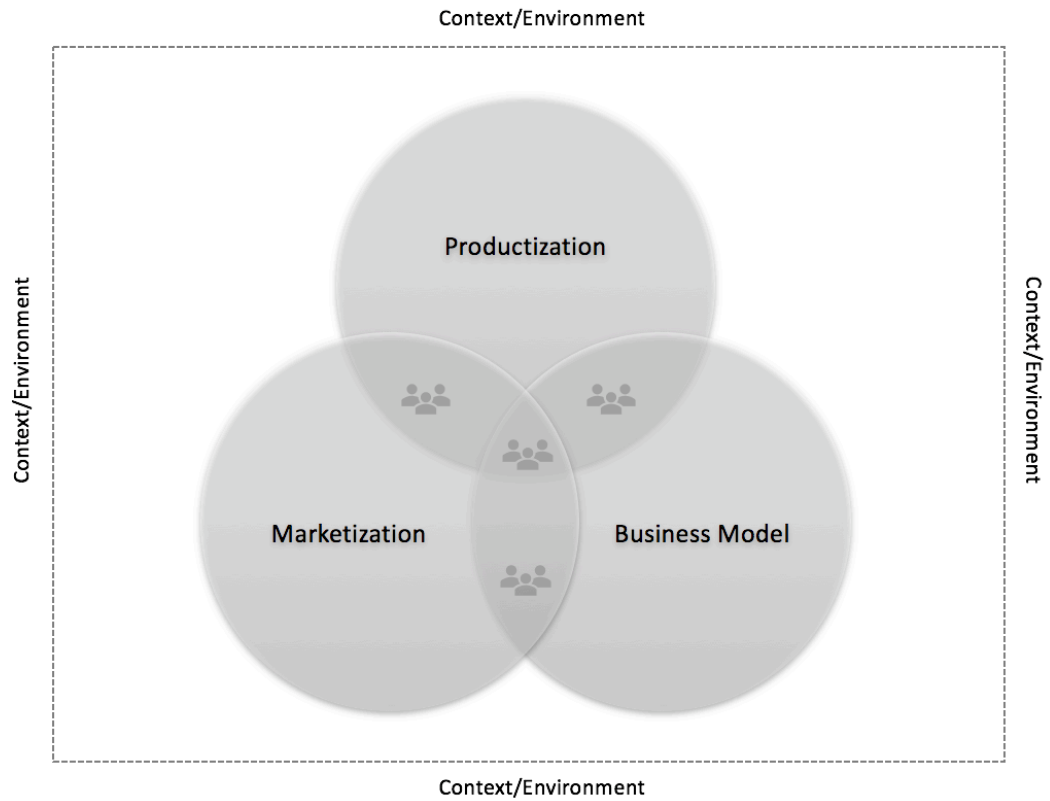 Context/Environment
Productization
Context/Environment
Context/Environment
Marketization
Business Model
Context/Environment